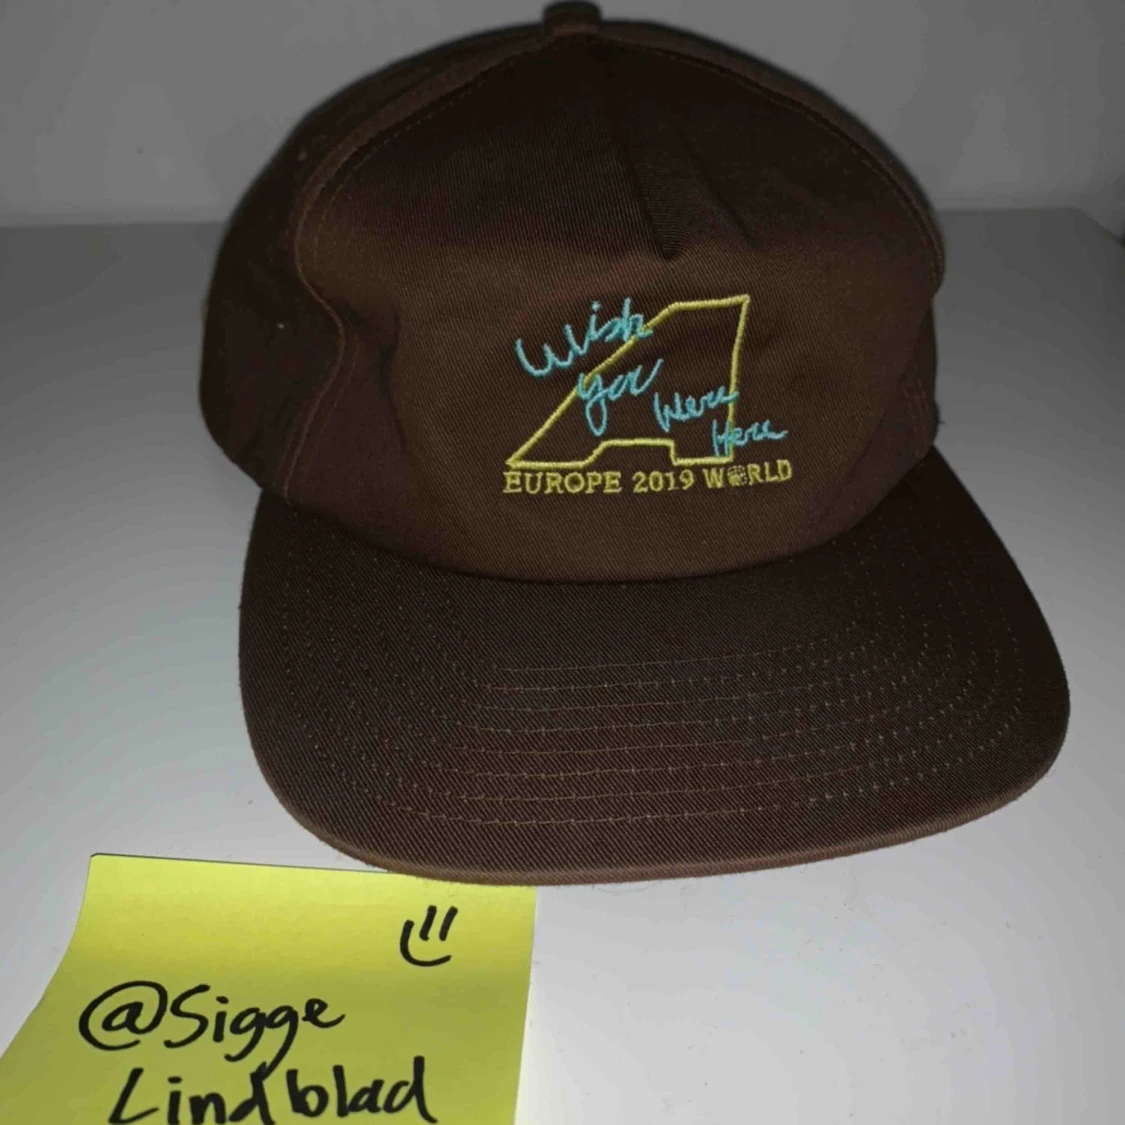 Wish
you
Were
Here
EUROPE 2019 WORLD
@Sigge
Lindblad